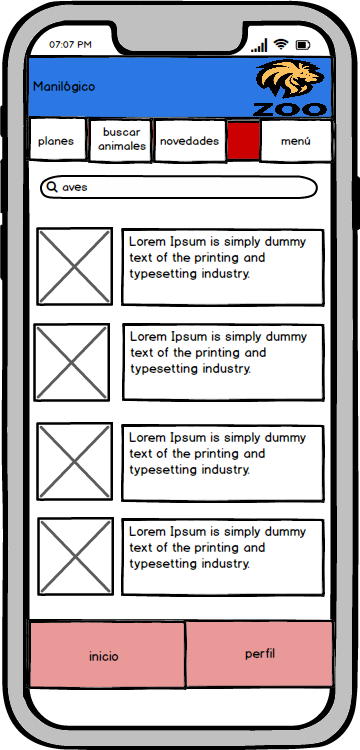 07:07 PM
Manilógico
ZOO
planes
buscar
animales
novedades
menú
aves
Lorem Ipsum is simply dummy
text of the printing and
typesetting industry.
Lorem Ipsum is simply dummy
text of the printing and
typesetting industry.
Lorem Ipsum is simply dummy
text of the printing and
typesetting industry.
Lorem Ipsum is simply dummy
text of the printing and
typesetting industry.
inicio
perfil